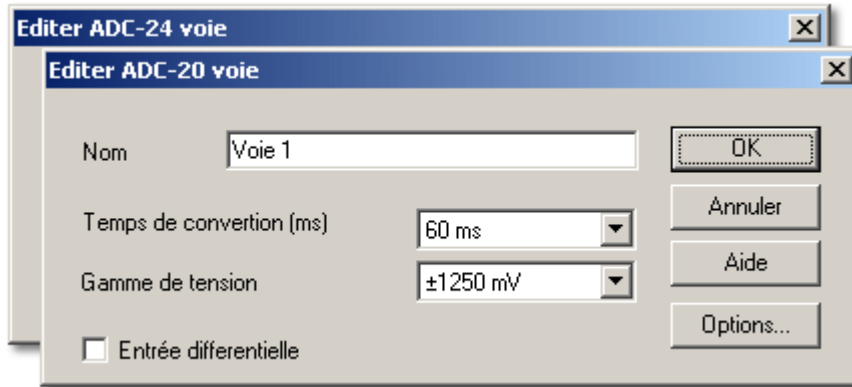 Editer ADC-24 voie
Editer ADC-20 voie
Nom
Voie 1
OK
Temps de convertion (ms)
60 ms
Annuler
Gamme de tension
±1250 mV
Aide
Entrée differentielle
Options...